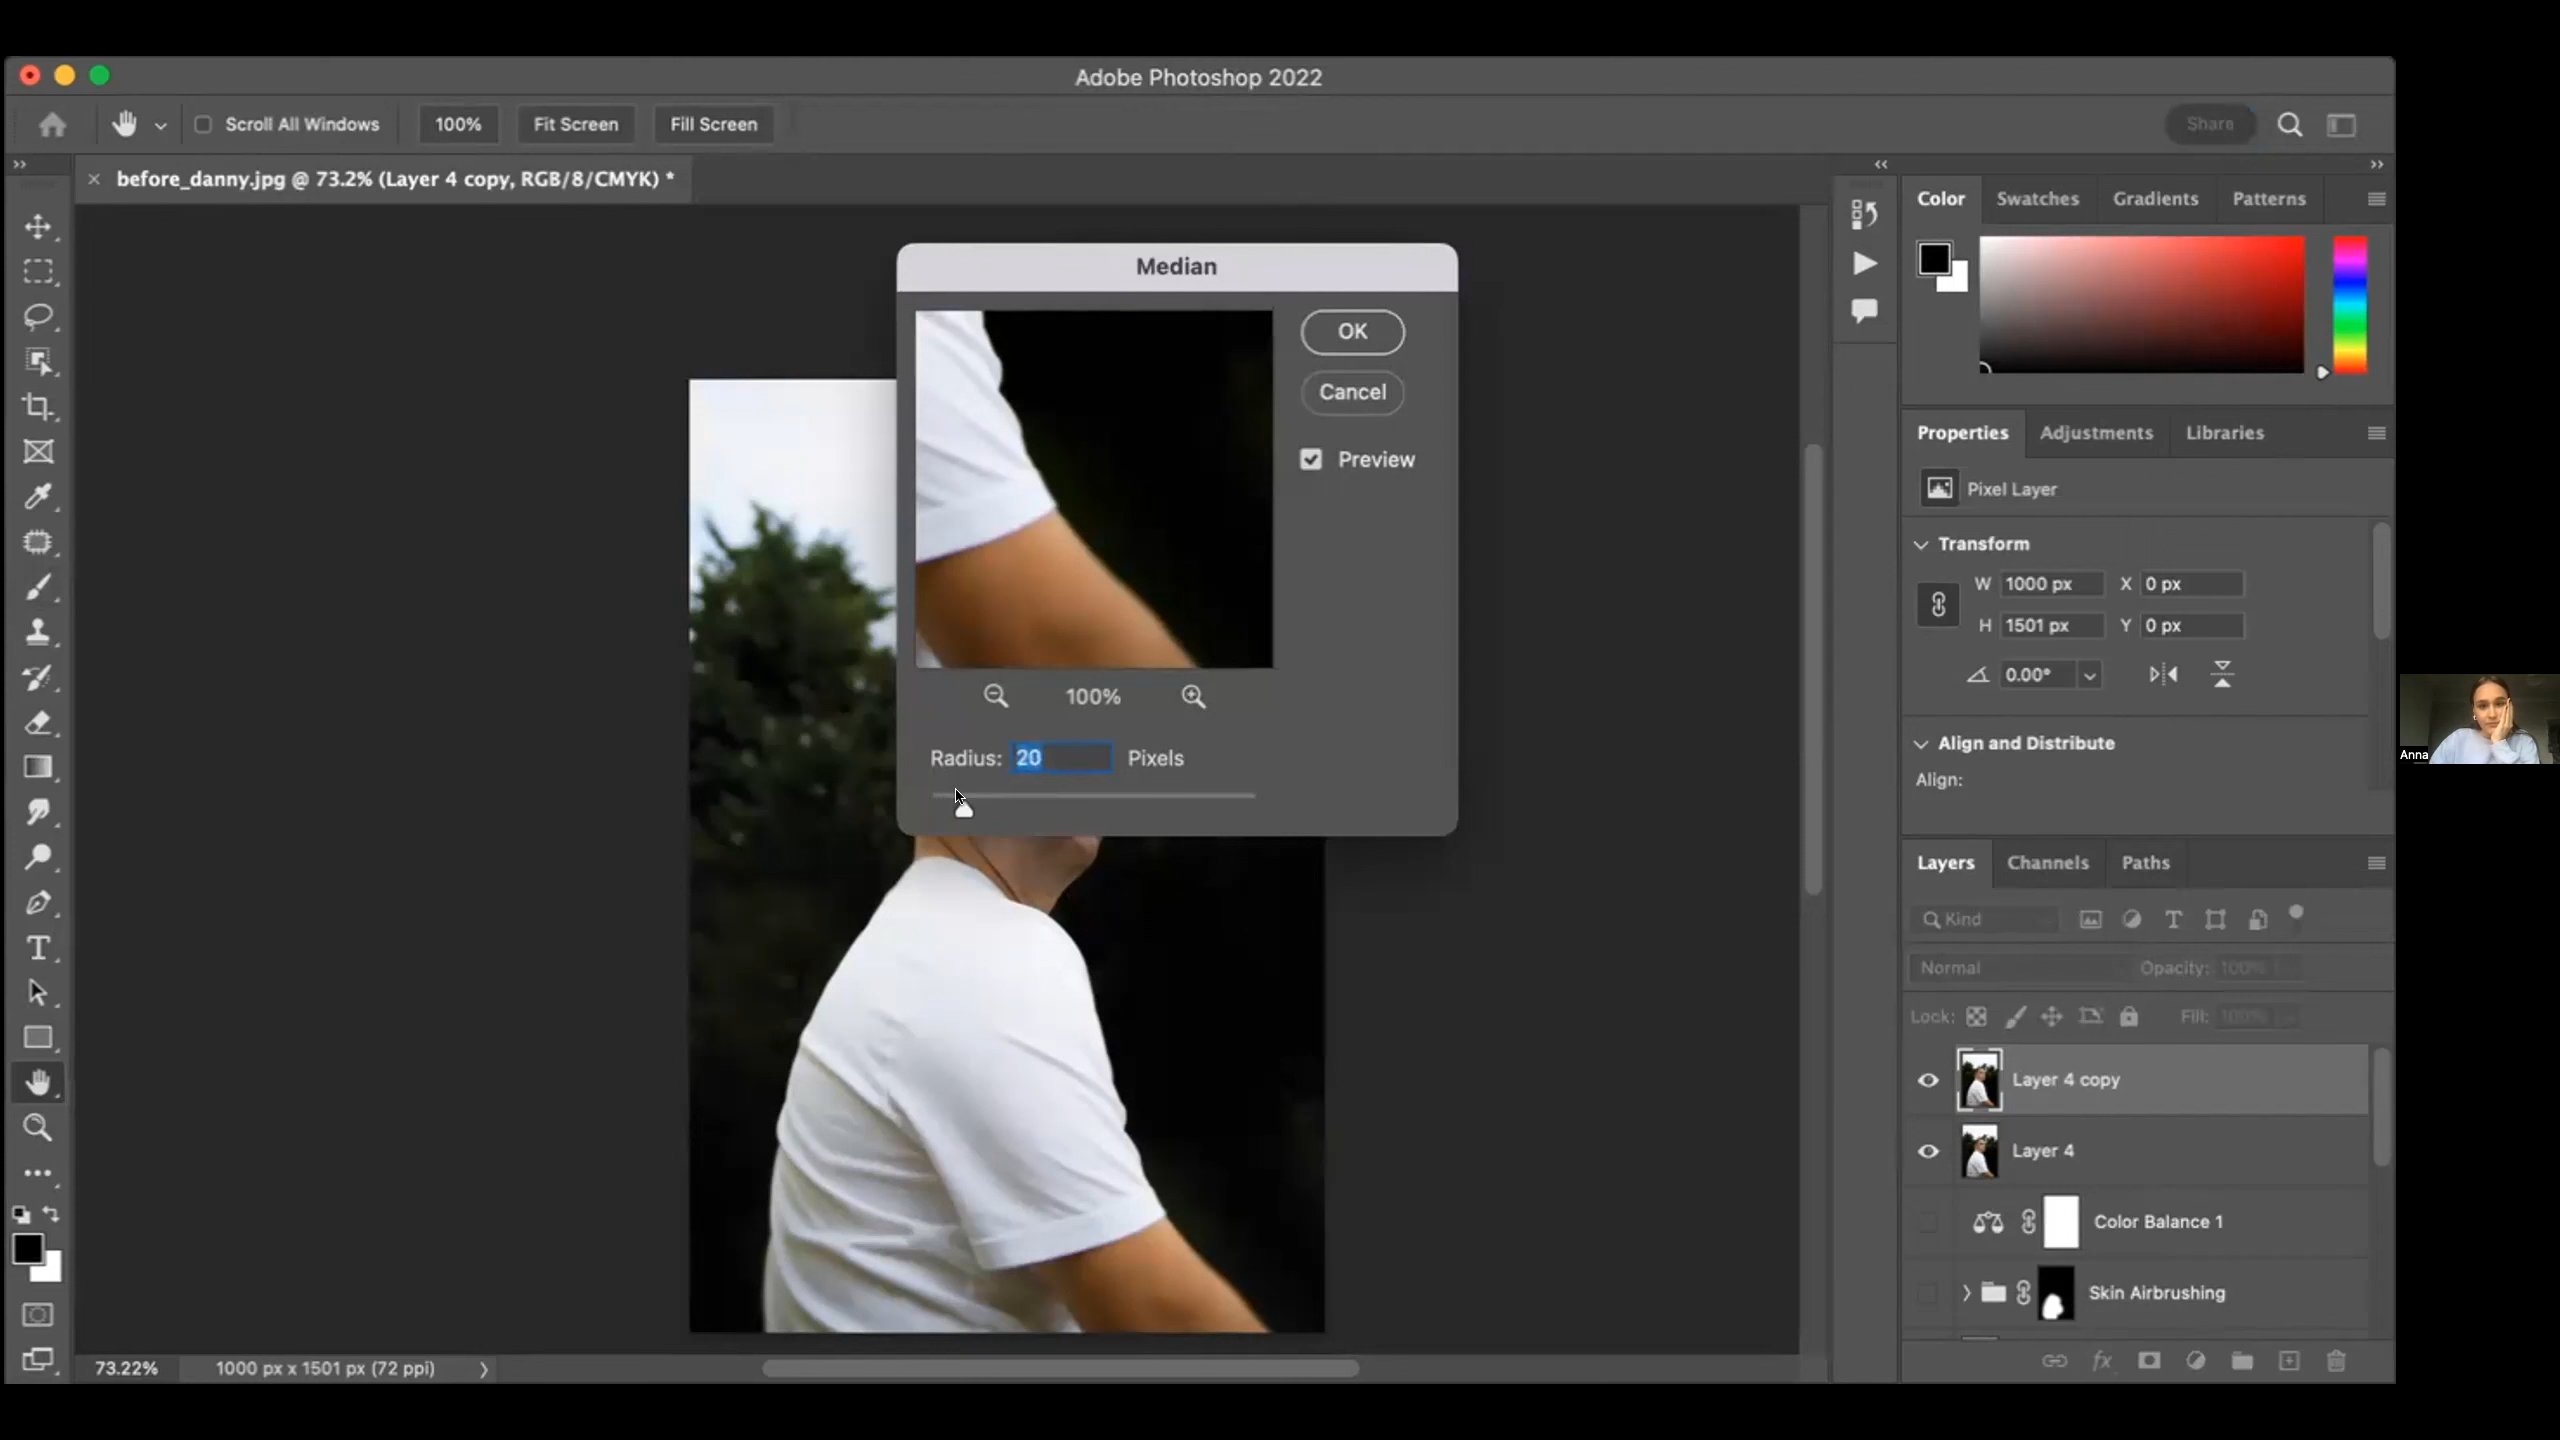 Adobe Photoshop 2022
Scroll All Windows
100%
Fit Screen
Fill Screen
Share
before_danny.jpg @ 73.2% (Layer 4 copy, RGB/8/CMYK) *
Color
Swatches
Gradients
Patterns
Median
OK
Cancel
Preview
100%
Radius: 20 Pixels
Properties
Adjustments
Libraries
Pixel Layer
Transform
W 1000 px X 0 px
H 1501 px Y 0 px
0.00°
Align and Distribute
Align:
Anna
Layers
Channels
Paths
Kind
Normal
Opacity: 100%
Lock:
Fill: 100%
Layer 4 copy
Layer 4
Color Balance 1
Skin Airbrushing
fx
73.22%
1000 px x 1501 px (72 ppi)